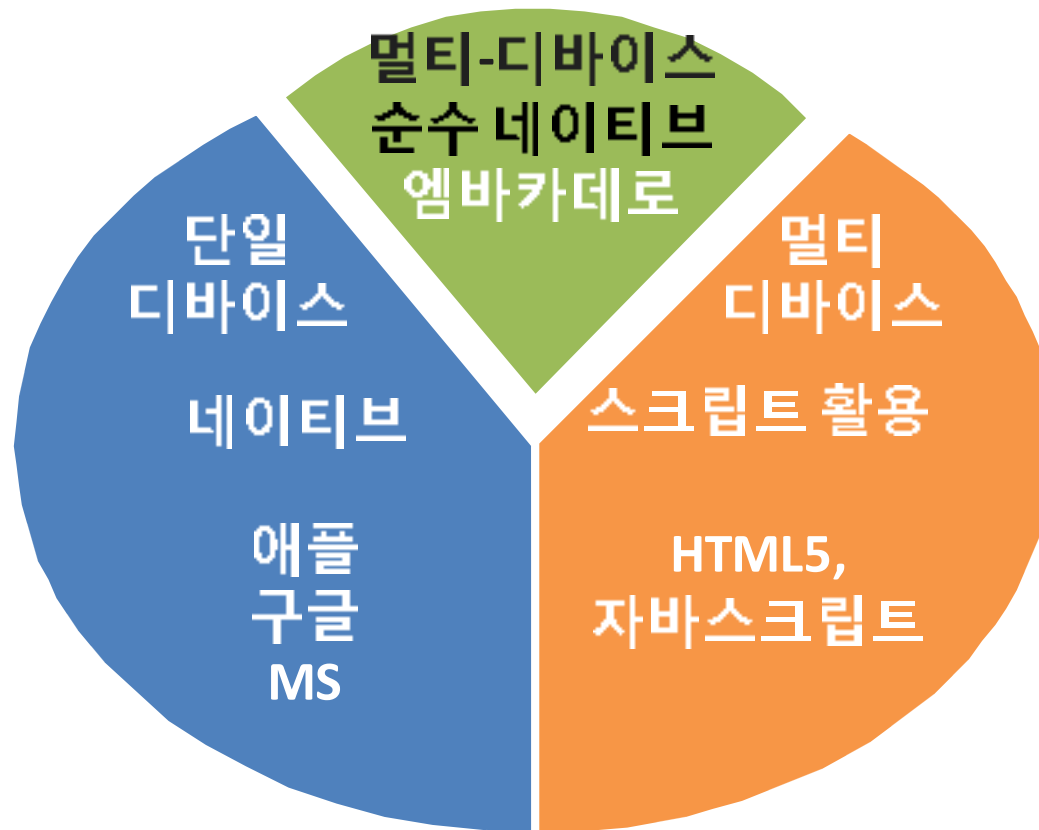 멀티-디바이스
순수 네이티브
엠바카데로
단일
디바이스
네이티브
애플
구글
MS
멀티
디바이스
스크립트 활용
HTML5,
자바스크립트